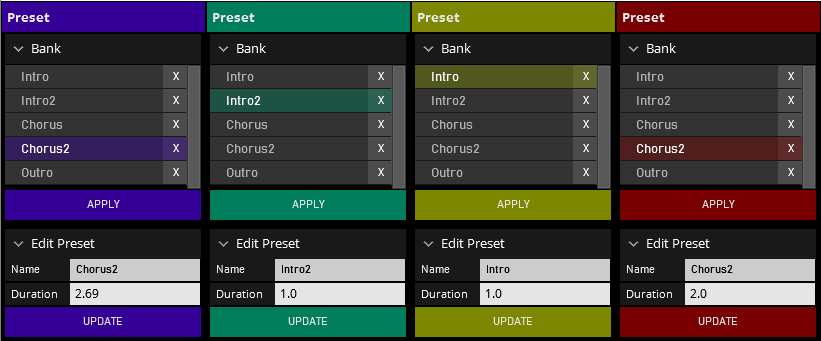 Preset Preset Preset Preset
Bank Bank Bank Bank
Intro X Intro X Intro X Intro X
Intro2 X Intro2 X Intro2 X Intro2 X
Chorus X Chorus X Chorus X Chorus X
Chorus2 X Chorus2 X Chorus2 X Chorus2 X
Outro X Outro X Outro X Outro X
APPLY APPLY APPLY APPLY
Edit Preset Edit Preset Edit Preset Edit Preset
Name Chorus2 Name Intro2 Name Intro Name Chorus2
Duration 2.69 Duration 1.0 Duration 1.0 Duration 2.0
UPDATE UPDATE UPDATE UPDATE